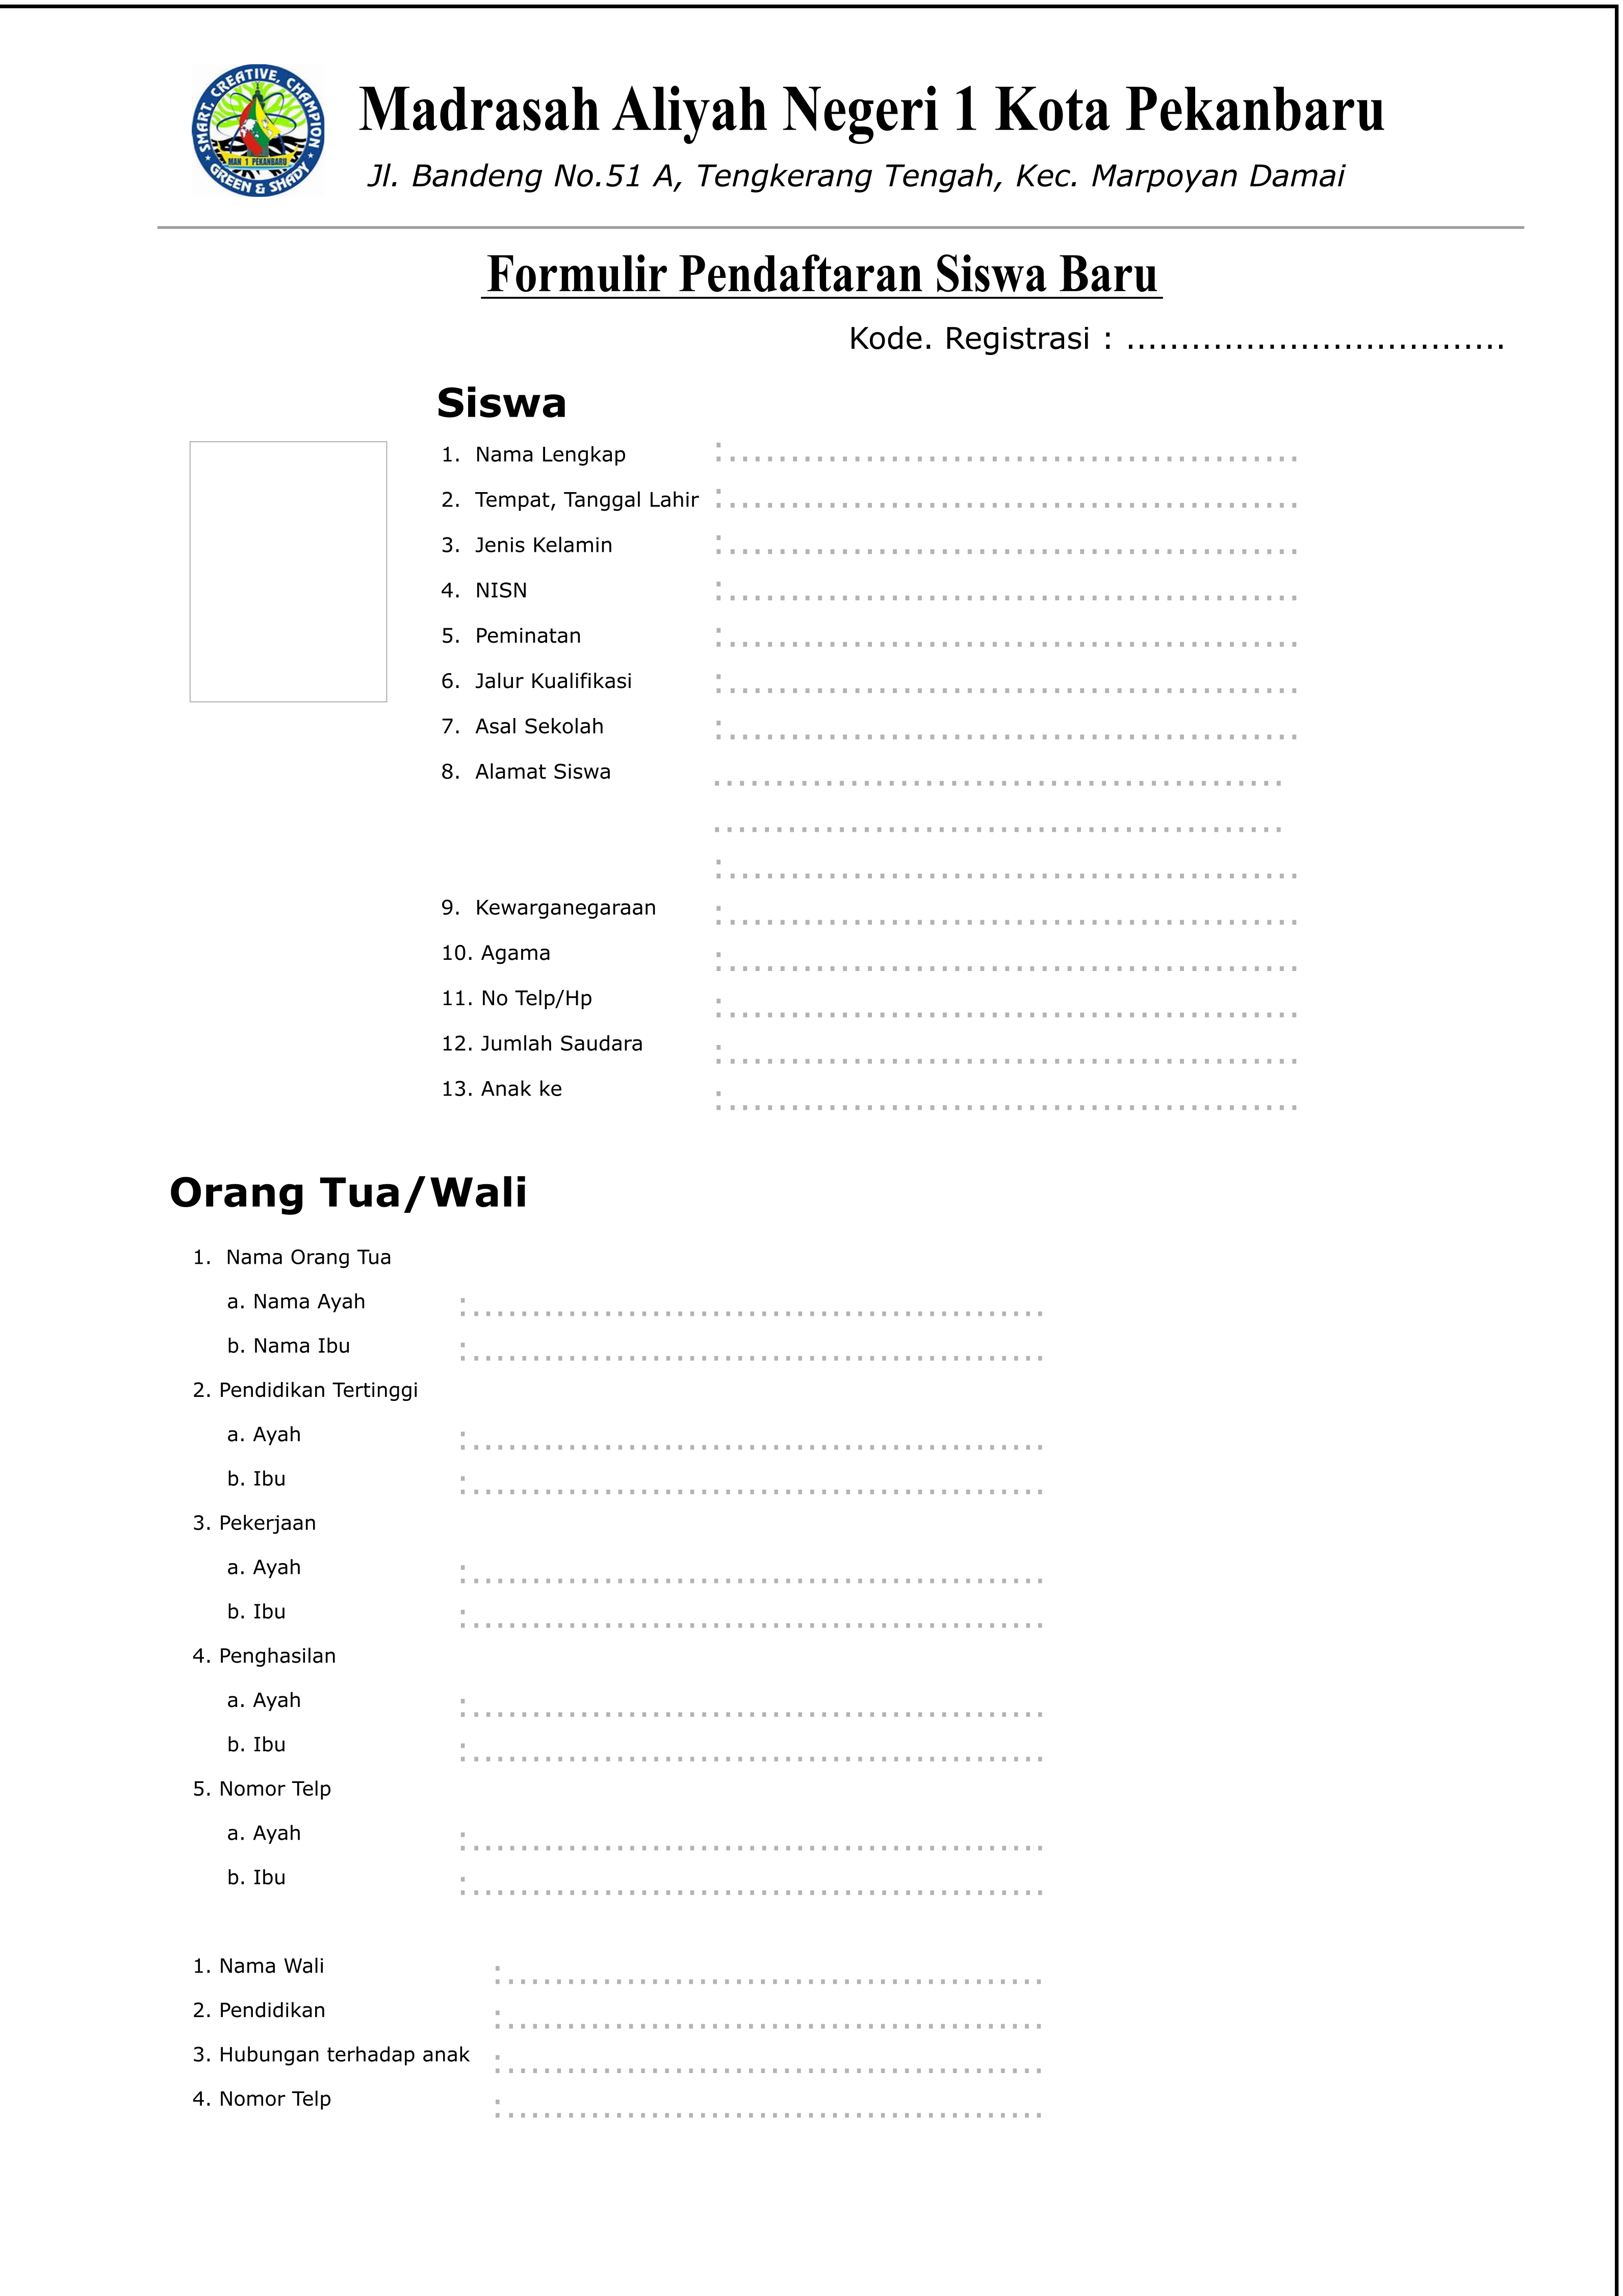 SMART, CREATIVE, CHAMPION
MAN 1 PEKANBARU
GREEN & SHADY
Madrasah Aliyah Negeri 1 Kota Pekanbaru
Jl. Bandeng No.51 A, Tengkerang Tengah, Kec. Marpoyan Damai
Formulir Pendaftaran Siswa Baru
Kode. Registrasi : ...................................
Siswa
1. Nama Lengkap :
2. Tempat, Tanggal Lahir :
3. Jenis Kelamin :
4. NISN :
5. Peminatan :
6. Jalur Kualifikasi :
7. Asal Sekolah :
8. Alamat Siswa
:
9. Kewarganegaraan :
10. Agama :
11. No Telp/Hp :
12. Jumlah Saudara :
13. Anak ke :
Orang Tua/Wali
1. Nama Orang Tua
a. Nama Ayah :
b. Nama Ibu :
2. Pendidikan Tertinggi
a. Ayah :
b. Ibu :
3. Pekerjaan
a. Ayah :
b. Ibu :
4. Penghasilan
a. Ayah :
b. Ibu :
5. Nomor Telp
a. Ayah :
b. Ibu :
1. Nama Wali :
2. Pendidikan :
3. Hubungan terhadap anak :
4. Nomor Telp :